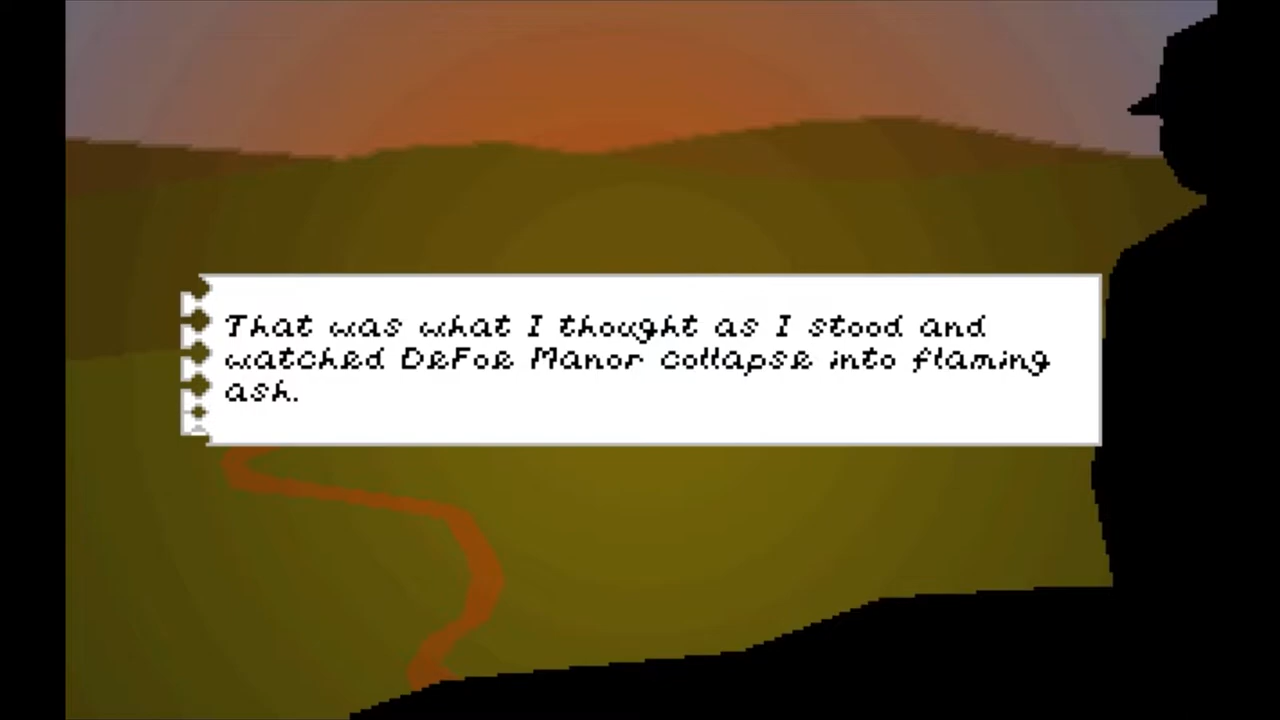 That was what I thought as I stood and
watched DeFoe Manor collapse into flaming
ash.